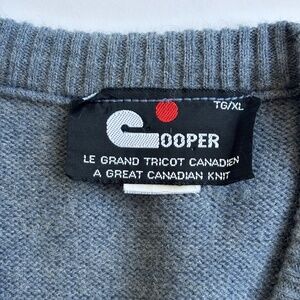 TG/XL
COOPER
LE GRAND TRICOT CANADIEN
A GREAT CANADIAN KNIT